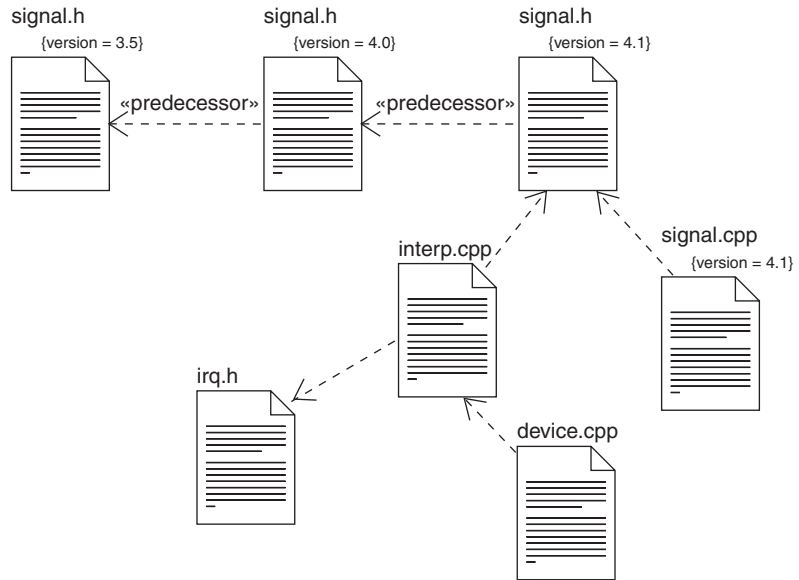 signal.h
{version = 3.5}
signal.h
{version = 4.0}
signal.h
{version = 4.1}
«predecessor»
«predecessor»
interp.cpp
signal.cpp
{version = 4.1}
irq.h
device.cpp